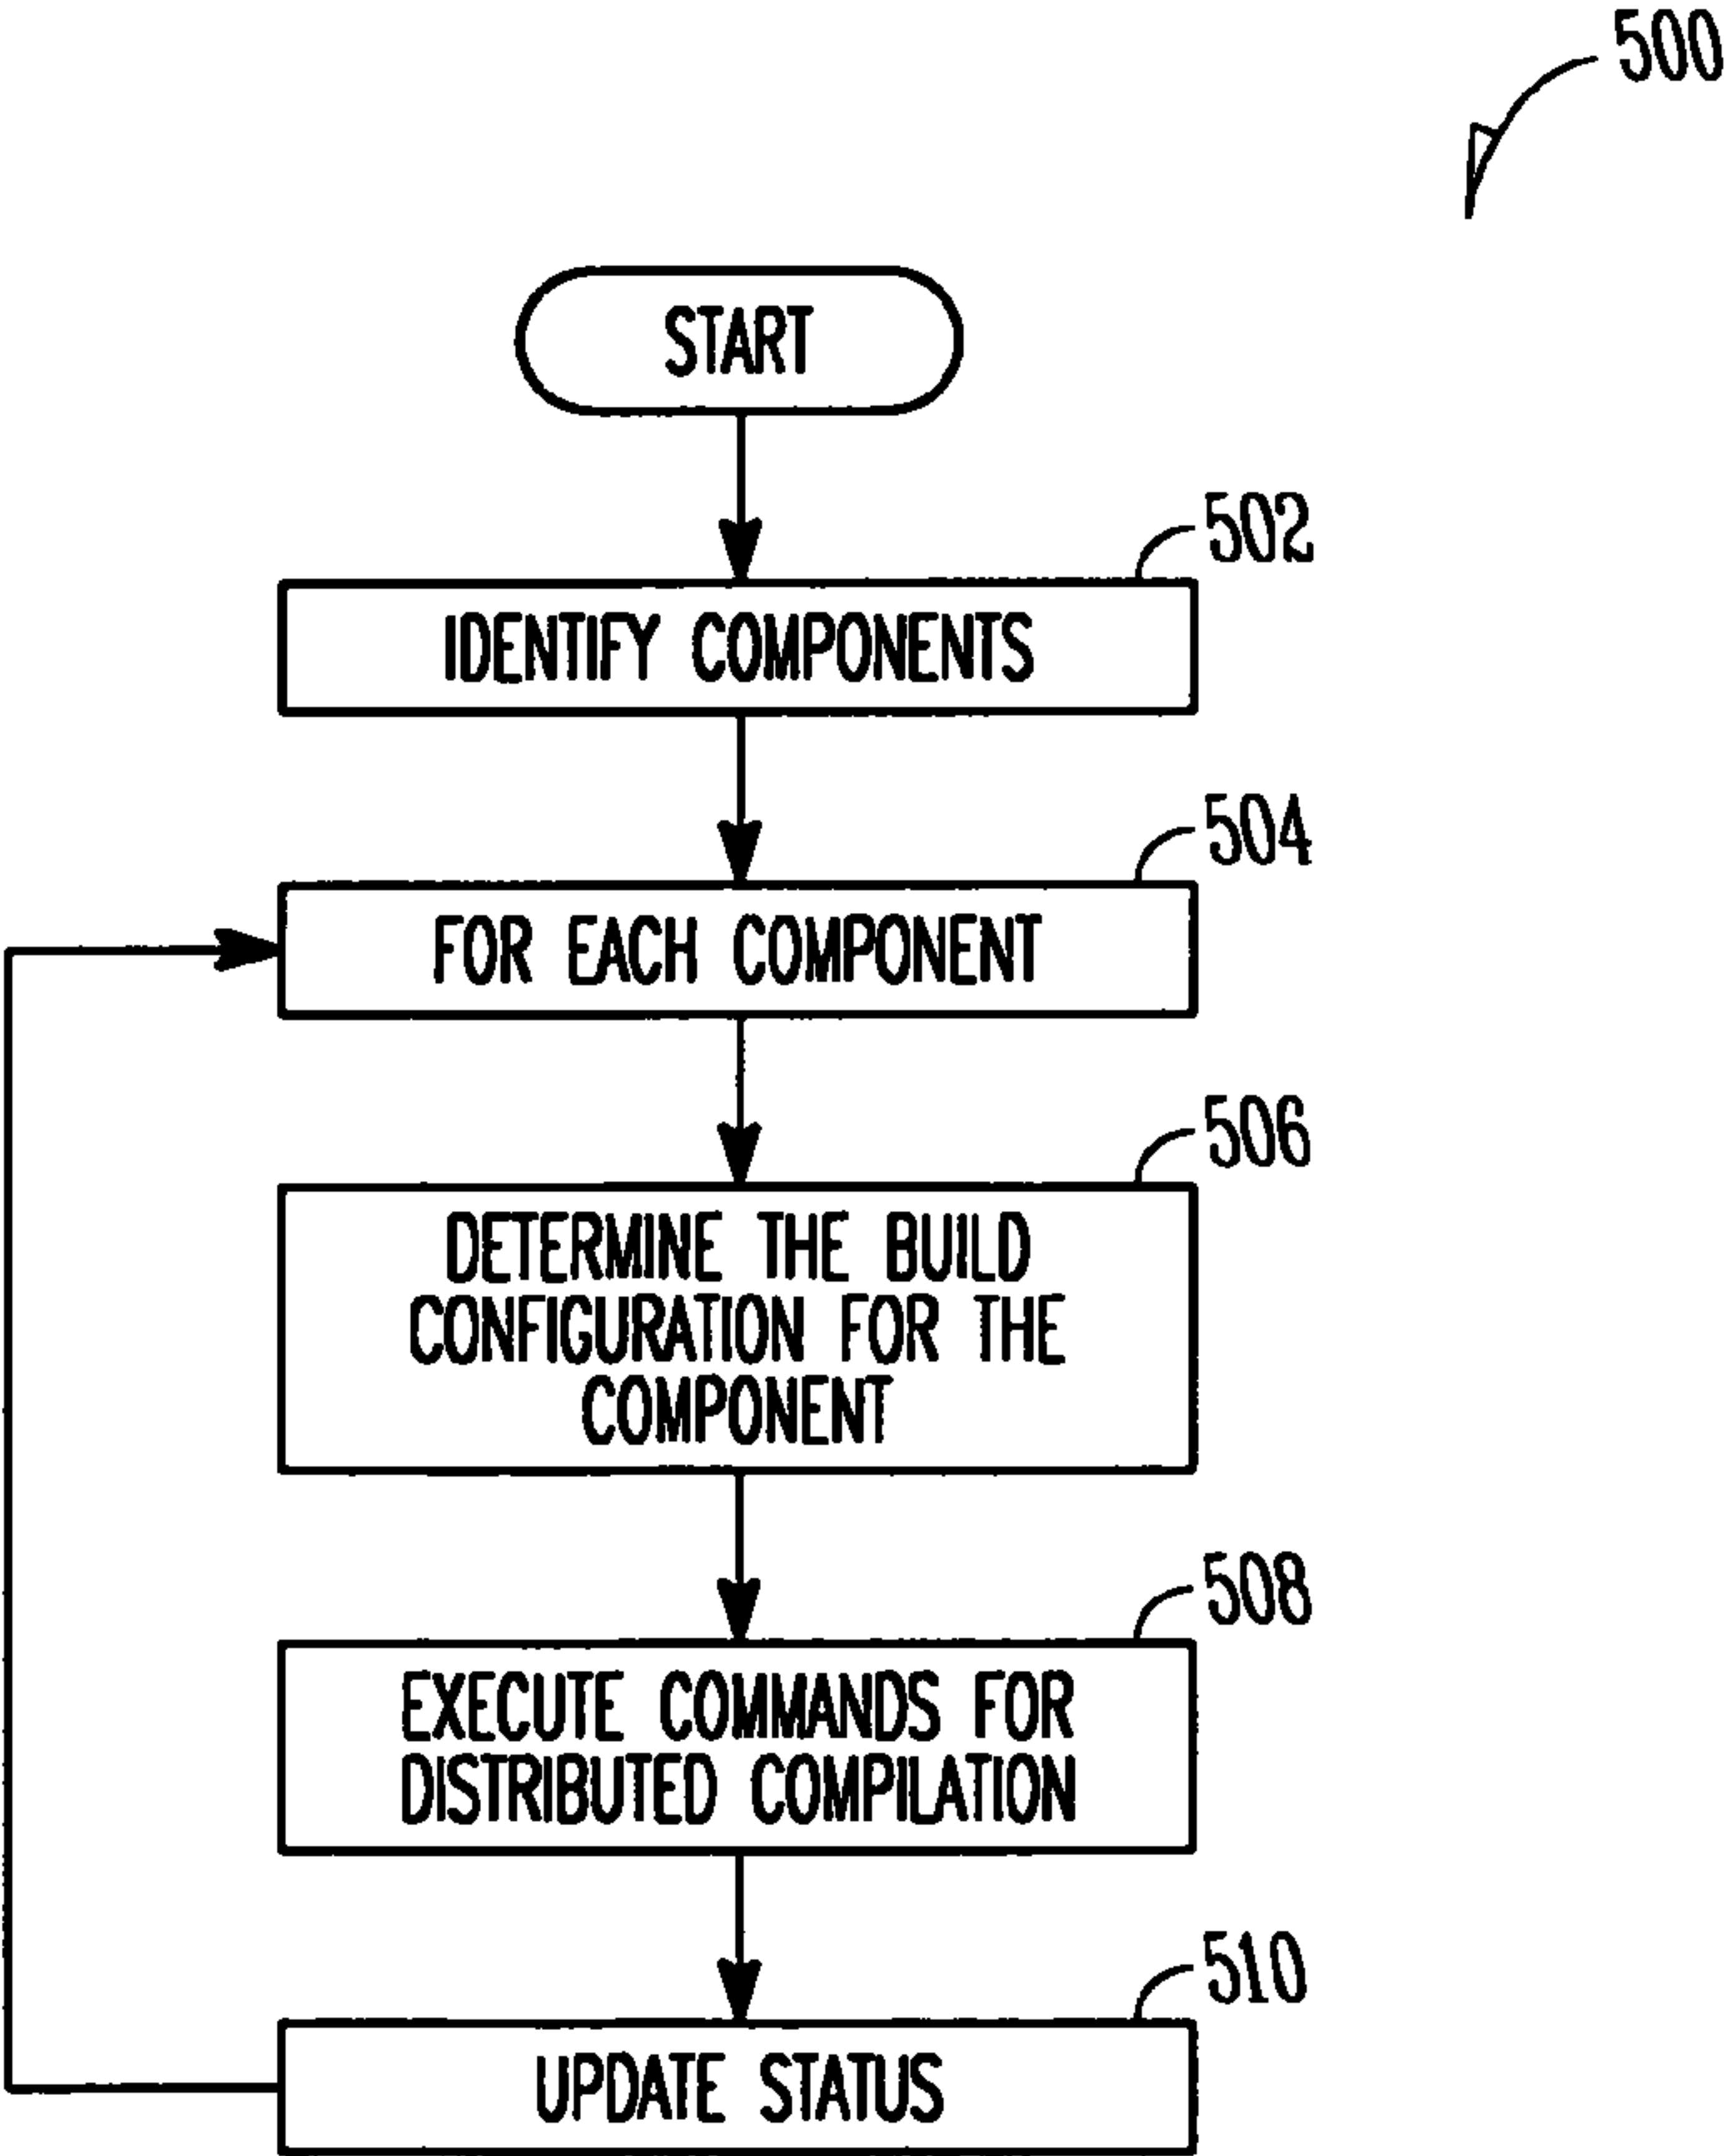 500
START
502
IDENTIFY COMPONENTS
504
FOR EACH COMPONENT
506
DETERMINE THE BUILD
CONFIGURATION FOR THE
COMPONENT
508
EXECUTE COMMANDS FOR
DISTRIBUTED COMPILATION
510
UPDATE STATUS